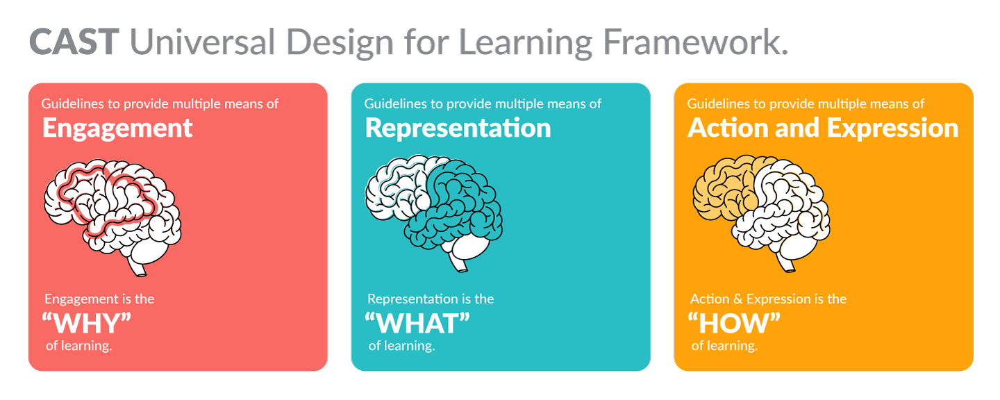 CAST Universal Design for Learning Framework.
Guidelines to provide multiple means of
Engagement
Engagement is the
“WHY”
of learning.
Guidelines to provide multiple means of
Representation
Representation is the
“WHAT”
of learning.
Guidelines to provide multiple means of
Action and Expression
Action & Expression is the
“HOW”
of learning.